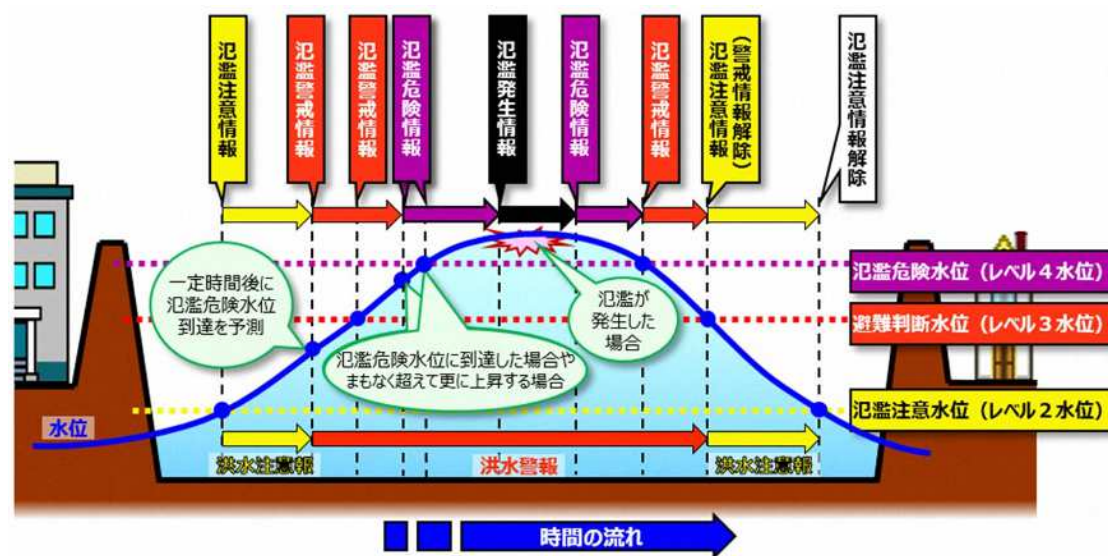 氾濫注意情報
氾濫警戒情報
氾濫警戒情報
氾濫危険情報
氾濫発生情報
氾濫危険情報
氾濫警戒情報
（警戒情報解除）
氾濫注意情報
氾濫注意情報解除
一定時間後に
氾濫危険水位
到達を予測
氾濫が
発生した
場合
氾濫危険水位に到達した場合や
まもなく超えて更に上昇する場合
氾濫危険水位（レベル４水位）
避難判断水位（レベル３水位）
氾濫注意水位（レベル２水位）
水位
洪水注意報
洪水警報
洪水注意報
時間の流れ